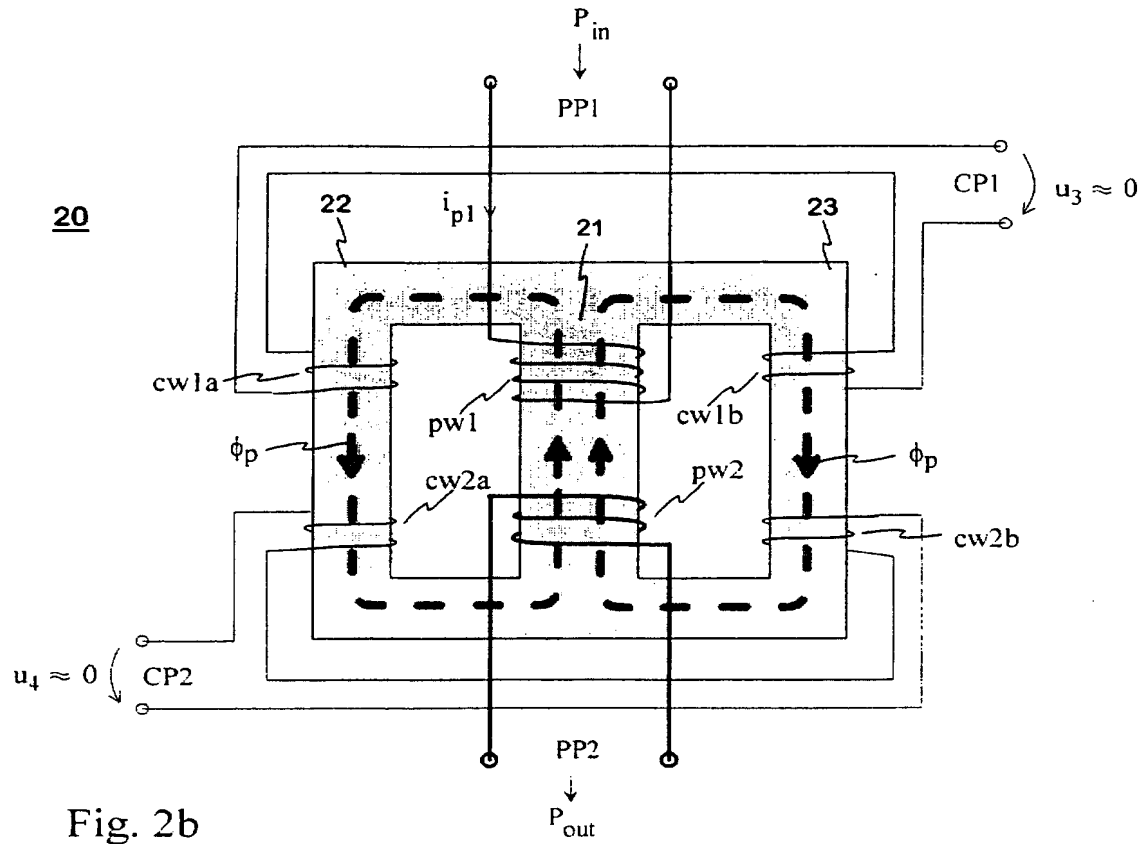 P_in
PP1
CP1
u_3 ≈ 0
20
22
i_p1
21
23
cw1a
pw1
cw1b
ϕ_p
ϕ_p
cw2a
pw2
cw2b
u_4 ≈ 0
CP2
PP2
P_out
Fig. 2b